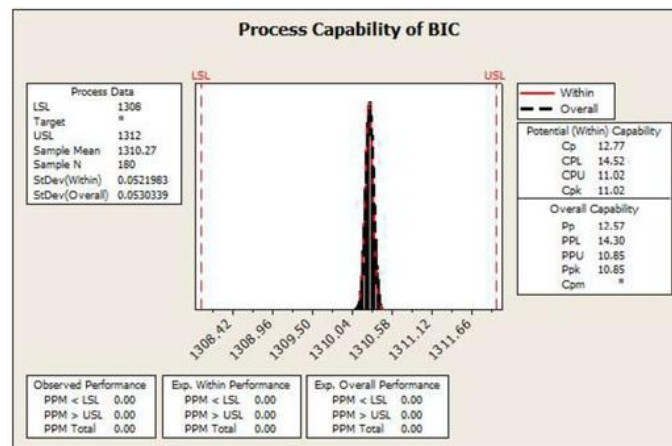 Process Capability of BIC
LSL
USL
Process Data
LSL 1308
Target *
USL 1312
Sample Mean 1310.27
Sample N 180
StDev(Within) 0.0521983
StDev(Overall) 0.0530339
Within
Overall
Potential (Within) Capability
Cp 12.77
CPL 14.52
CPU 11.02
Cpk 11.02
Overall Capability
Pp 12.57
PPL 14.30
PPU 10.85
Ppk 10.85
Cpm *
1308.42 1308.96 1309.50 1310.04 1310.58 1311.12 1311.66
Observed Performance
PPM < LSL 0.00
PPM > USL 0.00
PPM Total 0.00
Exp. Within Performance
PPM < LSL 0.00
PPM > USL 0.00
PPM Total 0.00
Exp. Overall Performance
PPM < LSL 0.00
PPM > USL 0.00
PPM Total 0.00